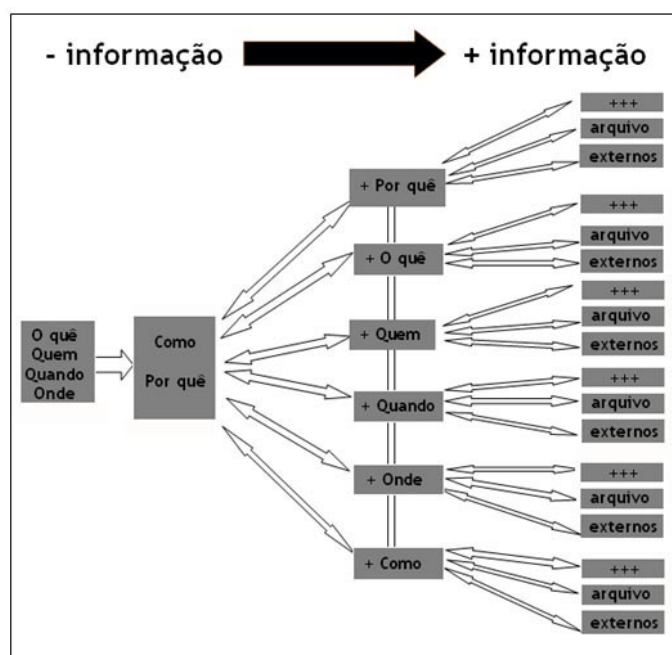 - informação + informação
O quê
Quem
Quando
Onde
Como
Por quê
+ Por quê
+ O quê
+ Quem
+ Quando
+ Onde
+ Como
+++
arquivo
externos
+++
arquivo
externos
+++
arquivo
externos
+++
arquivo
externos
+++
arquivo
externos
+++
arquivo
externos